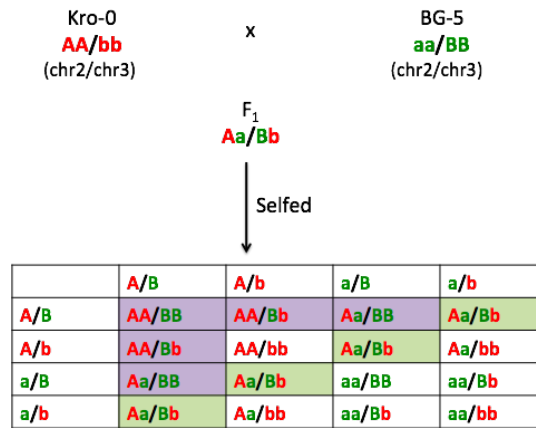 Kro-0 x BG-5
AA/bb aa/BB
(chr2/chr3) (chr2/chr3)
F1
Aa/Bb
Selfed
A/B A/b a/B a/b
A/B AA/BB AA/Bb Aa/BB Aa/Bb
A/b AA/Bb AA/bb Aa/Bb Aa/bb
a/B Aa/BB Aa/Bb aa/BB aa/Bb
a/b Aa/Bb Aa/bb aa/Bb aa/bb